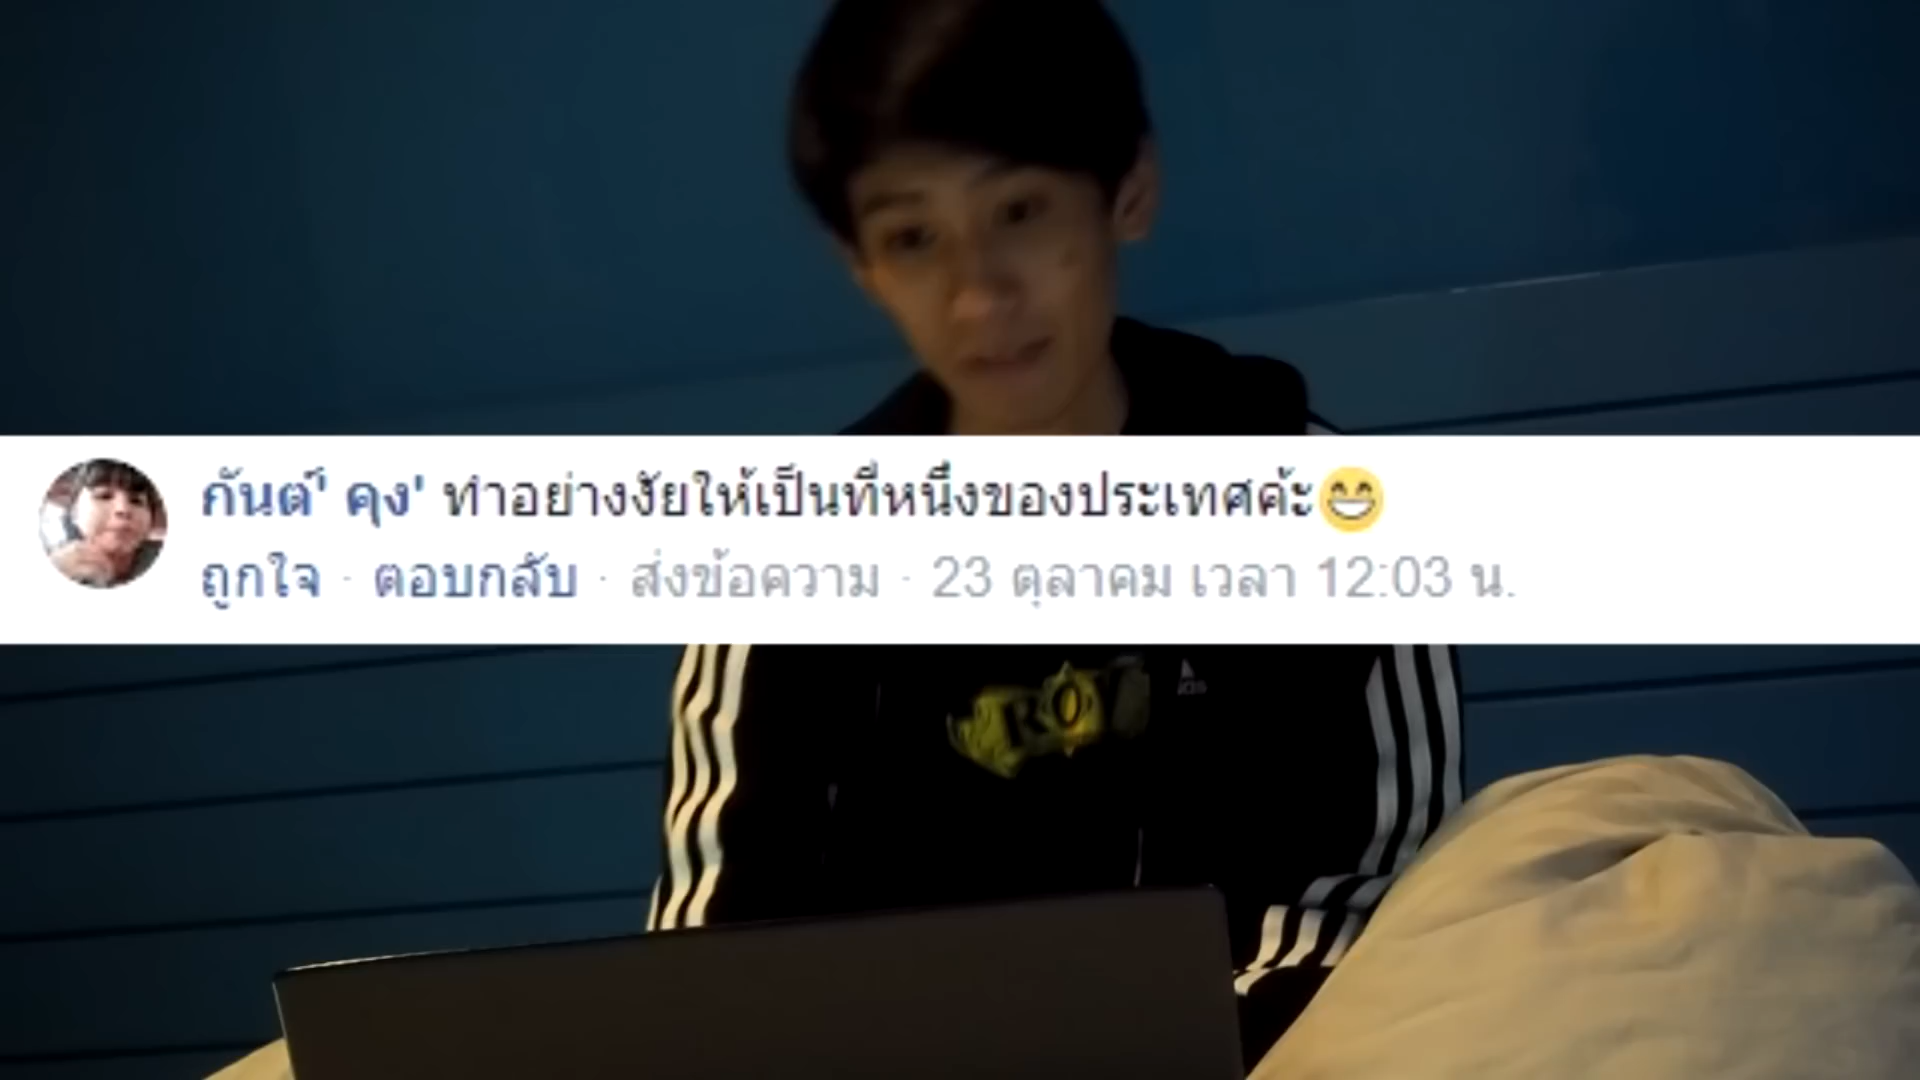 กันต์' คุง' ทำอย่างงัยให้เป็นที่หนึ่งของประเทศค้ะ😁
ถูกใจ · ตอบกลับ · ส่งข้อความ · 23 ตุลาคม เวลา 12:03 น.